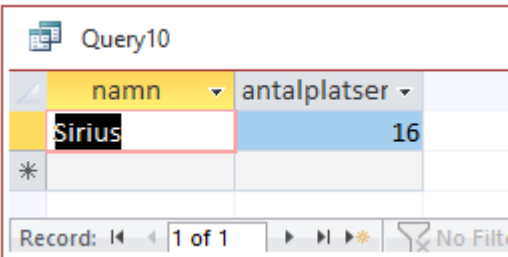 Query10
namn antalplatser
Sirius 16
Record: 1 of 1 No Filte